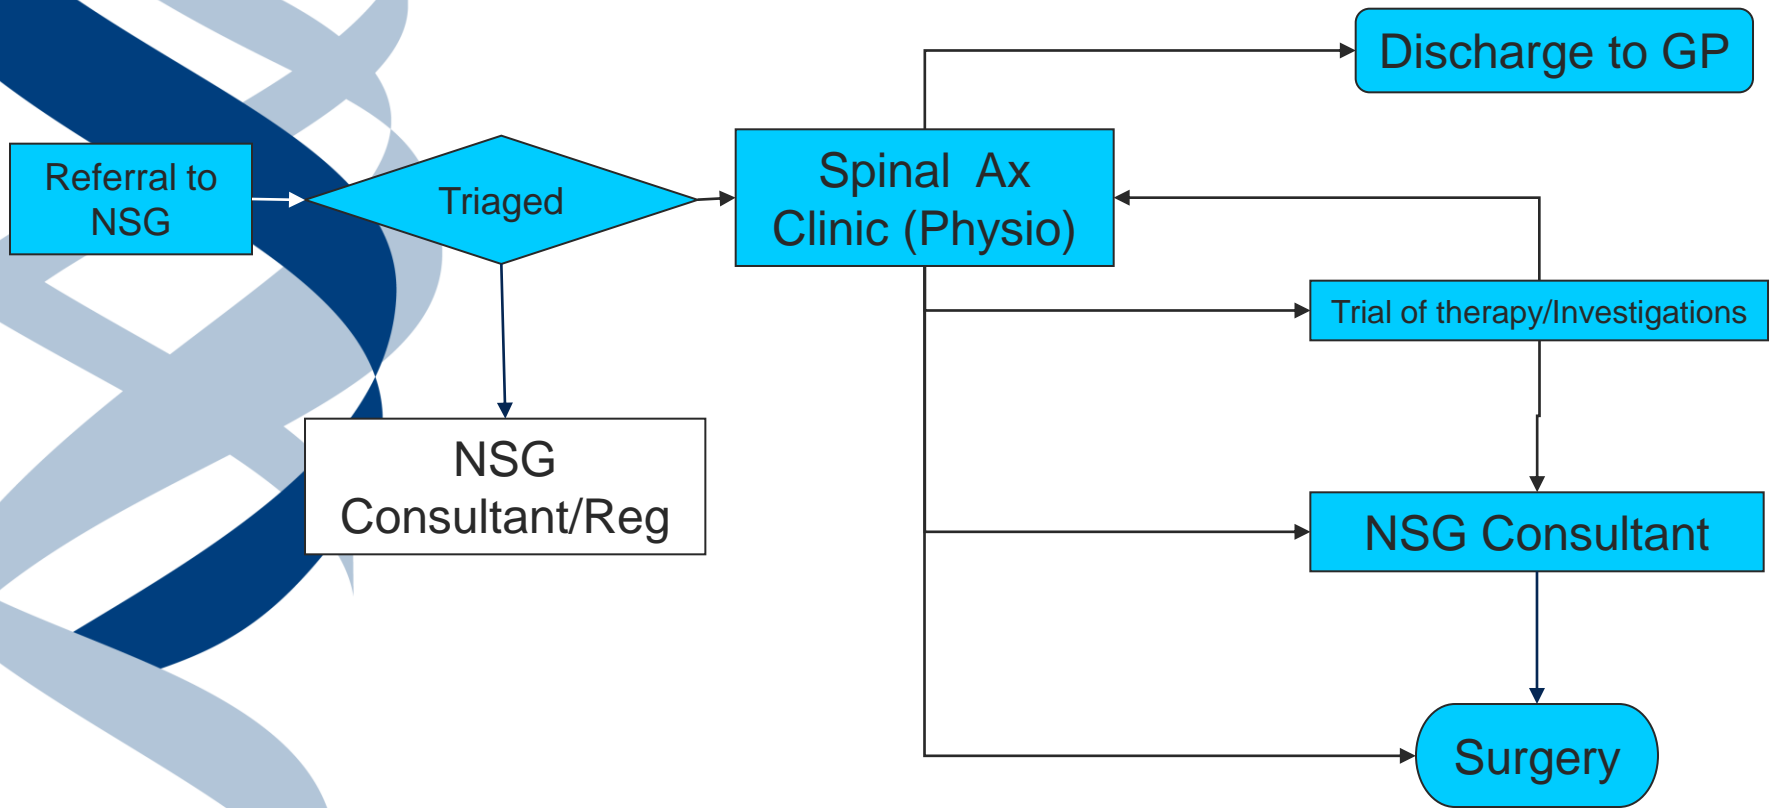 Discharge to GP
Referral to
NSG
Triaged
Spinal  Ax
Clinic (Physio)
Trial of therapy/Investigations
NSG
Consultant/Reg
NSG Consultant
Surgery